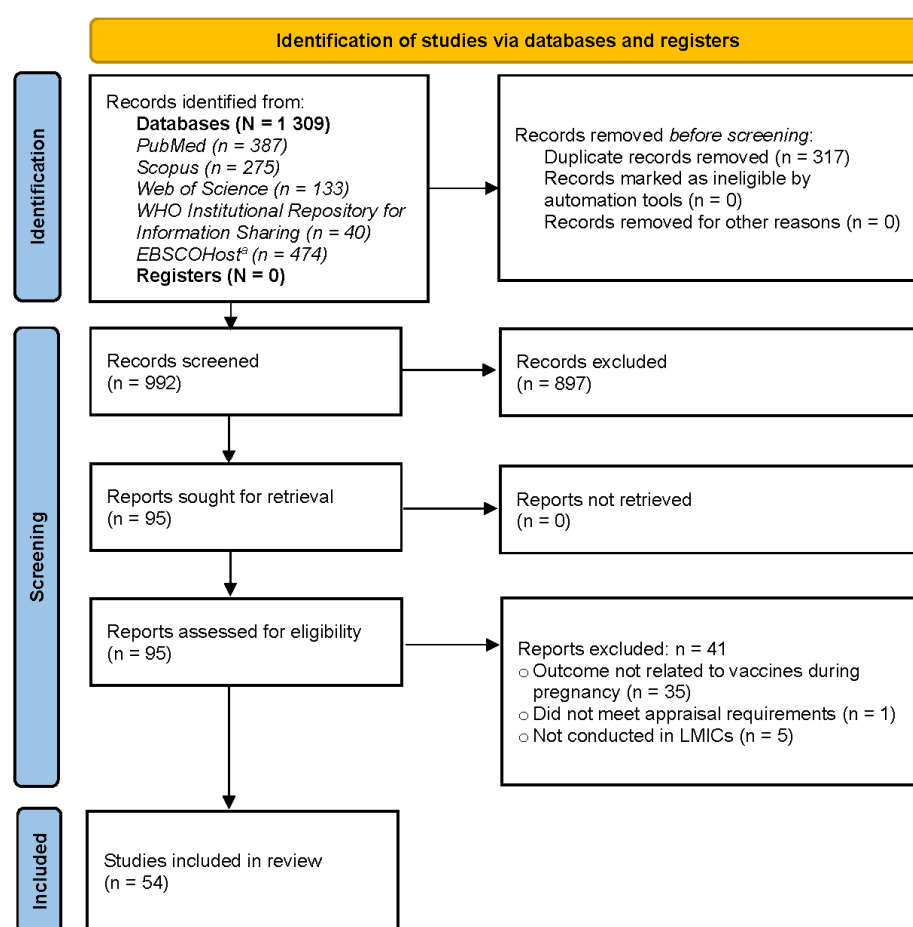 Identification of studies via databases and registers
Identification
Records identified from:
Databases (N = 1 309)
PubMed (n = 387)
Scopus (n = 275)
Web of Science (n = 133)
WHO Institutional Repository for
Information Sharing (n = 40)
EBSCOHostᵃ (n = 474)
Registers (N = 0)
Records removed before screening:
Duplicate records removed (n = 317)
Records marked as ineligible by
automation tools (n = 0)
Records removed for other reasons (n = 0)
Screening
Records screened
(n = 992)
Records excluded
(n = 897)
Reports sought for retrieval
(n = 95)
Reports not retrieved
(n = 0)
Reports assessed for eligibility
(n = 95)
Reports excluded: n = 41
○ Outcome not related to vaccines during
pregnancy (n = 35)
○ Did not meet appraisal requirements (n = 1)
○ Not conducted in LMICs (n = 5)
Included
Studies included in review
(n = 54)